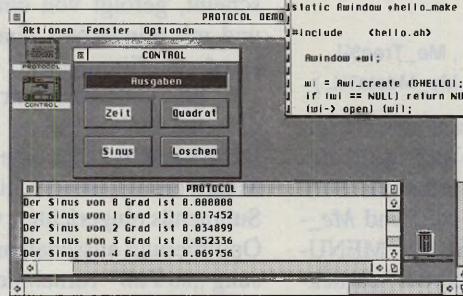 PROTOCOL DEMO
Aktionen Fenster Optionen
PROTOCOL
CONTROL
CONTROL
Ausgaben
Zeit
Quadrat
Sinus
Loschen
PROTOCOL
Der Sinus von 0 Grad ist 0.000000
Der Sinus von 1 Grad ist 0.017452
Der Sinus von 2 Grad ist 0.034899
Der Sinus von 3 Grad ist 0.052336
Der Sinus von 4 Grad ist 0.069756
static Awindow *hello_make
#include <hello.ah>
Awindow *wi;
wi = Awi_create (&HELLO);
if (wi == NULL) return
(wi-> open) (wi);